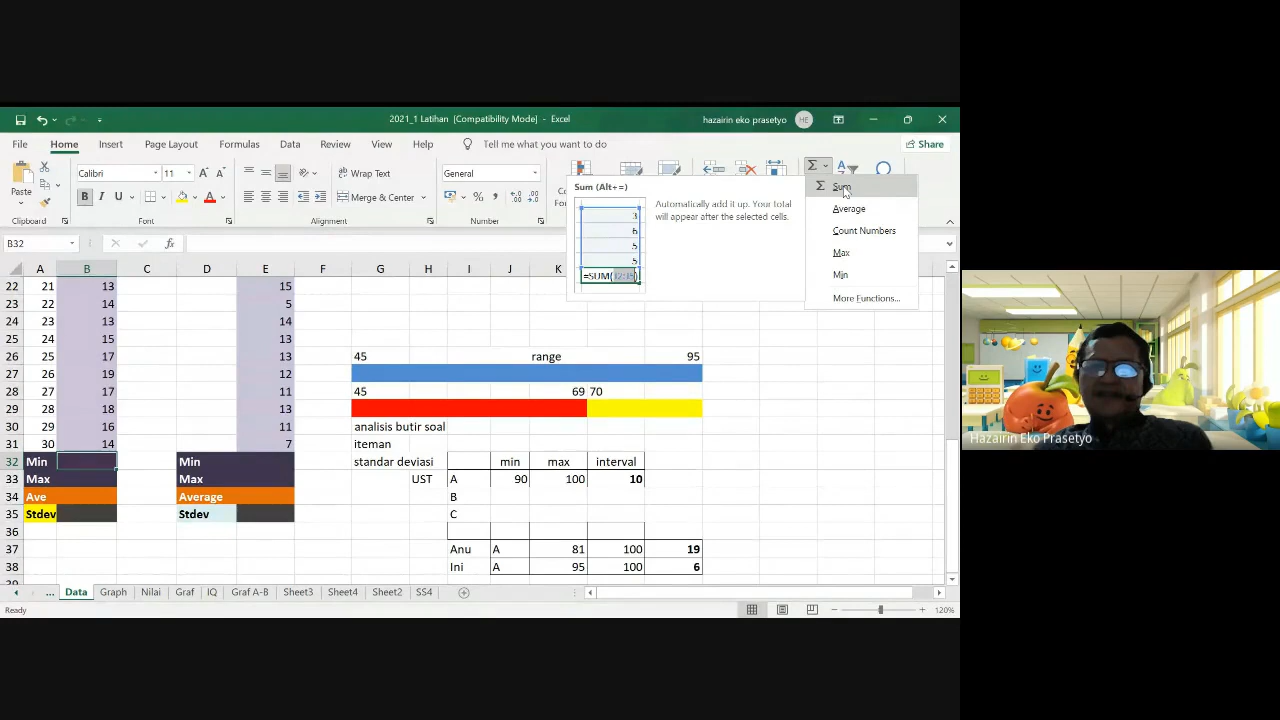 2021_1 Latihan [Compatibility Mode] - Excel
hazairin eko prasetyo
HE
File
Home
Insert
Page Layout
Formulas
Data
Review
View
Help
Tell me what you want to do
Share
Paste
Calibri
11
B I U
Wrap Text
Merge & Center
General
Clipboard
Font
Alignment
Number
Sum (Alt+=)
Automatically add it up. Your total
will appear after the selected cells.
3
6
5
5
Sum
Average
Count Numbers
Max
Min
More Functions...
B32
fx
A B C D E F G H I J K
22 21 13 15
23 22 14 5
24 23 13 14
25 24 15 13
26 25 17 13 45 range 95
27 26 19 12
28 27 17 11 45 69 70
29 28 18 13
30 29 16 11 analisis butir soal
31 30 14 7 iteman
32 Min Min standar deviasi min max interval
33 Max Max UST A 90 100 10
34 Ave Average B
35 Stdev Stdev C
36
37 Anu A 81 100 19
38 Ini A 95 100 6
... Data Graph Nilai Graf IQ Graf A-B Sheet3 Sheet4 Sheet2 SS4
Ready
120%
Hazairin Eko Prasetyo